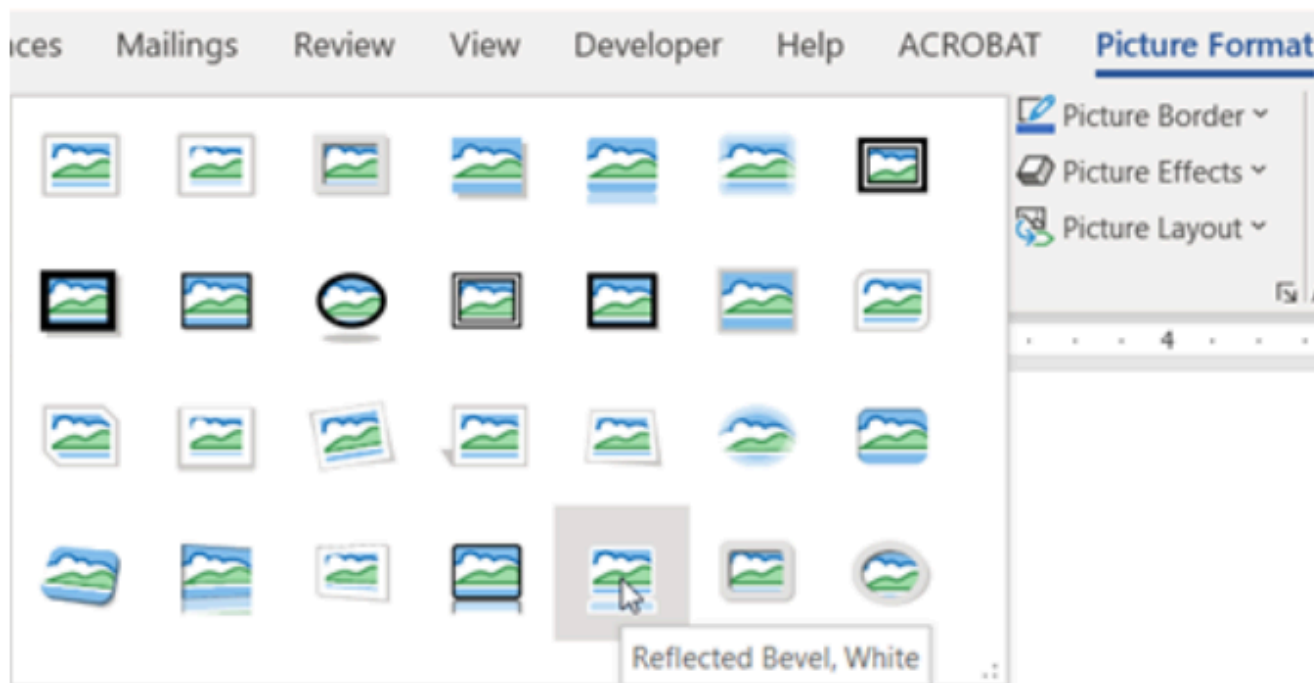 ces Mailings Review View Developer Help ACROBAT Picture Format
Picture Border
Picture Effects
Picture Layout
4
Reflected Bevel, White